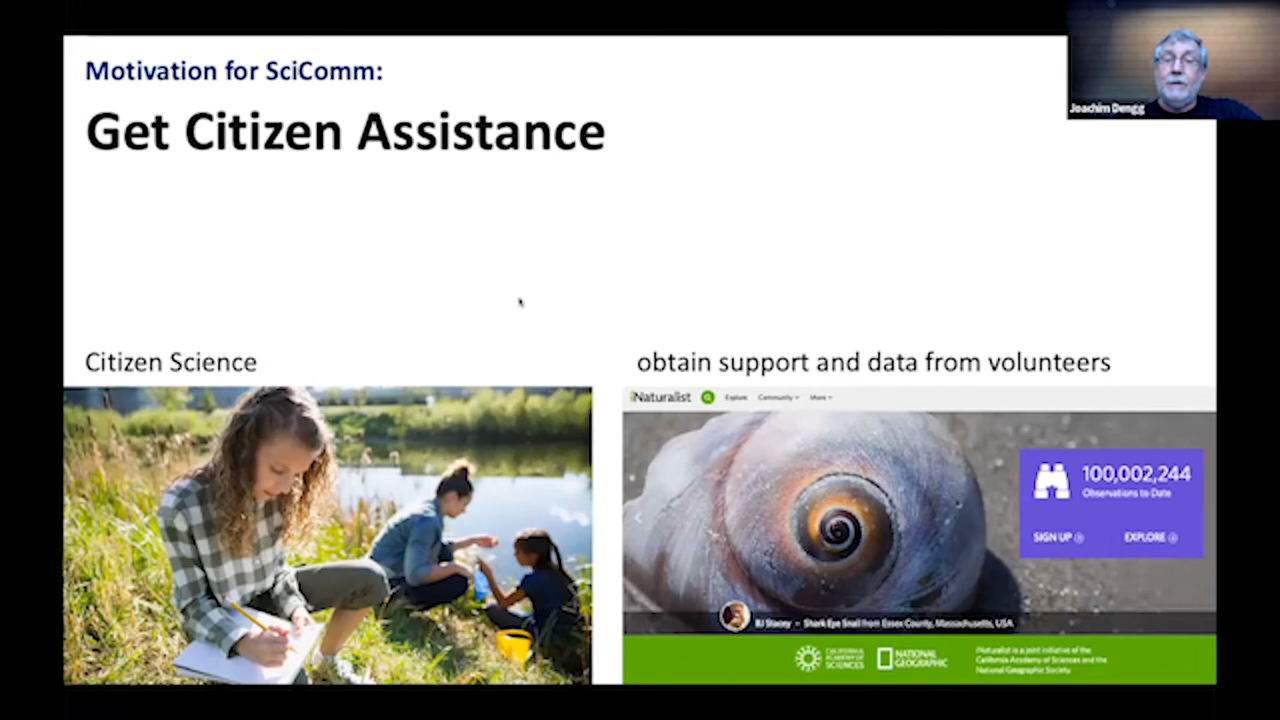 Motivation for SciComm:
Get Citizen Assistance
Joachim Dengg
Citizen Science
obtain support and data from volunteers
iNaturalist
Explore Community More
100,002,244
Observations to Date
SIGN UP
EXPLORE
BJ Stacey – Shark Eye Snail from Essex County, Massachusetts, USA
CALIFORNIA
ACADEMY OF
SCIENCES
NATIONAL
GEOGRAPHIC
iNaturalist is a joint initiative of the
California Academy of Sciences and the
National Geographic Society.